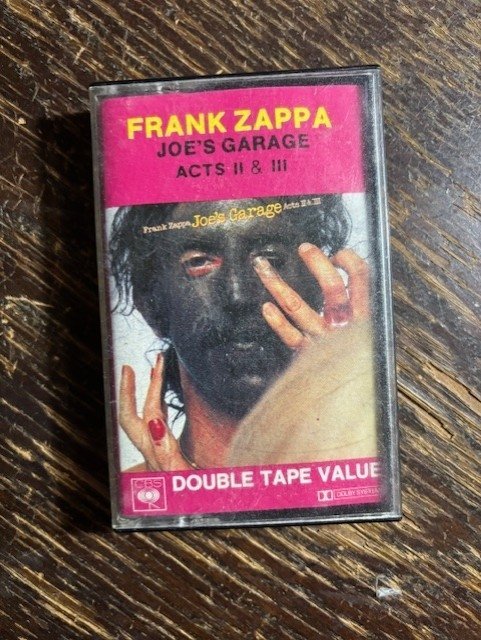 FRANK ZAPPA
JOE'S GARAGE
ACTS II & III
Frank Zappa Joe's Garage Acts II & III
CBS
DOUBLE TAPE VALUE
DOLBY SYSTEM